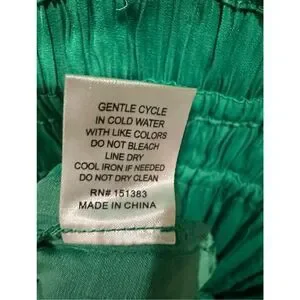 GENTLE CYCLE
IN COLD WATER
WITH LIKE COLORS
DO NOT BLEACH
LINE DRY
COOL IRON IF NEEDED
DO NOT DRY CLEAN
RN# 151383
MADE IN CHINA